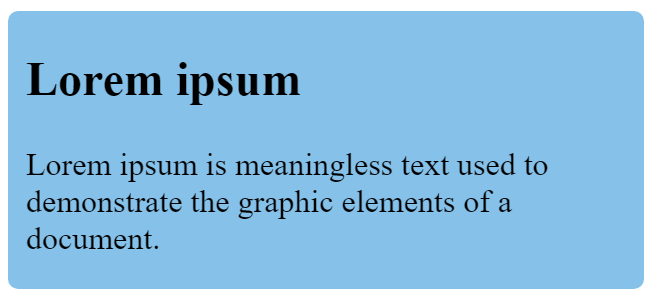 Lorem ipsum
Lorem ipsum is meaningless text used to
demonstrate the graphic elements of a
document.